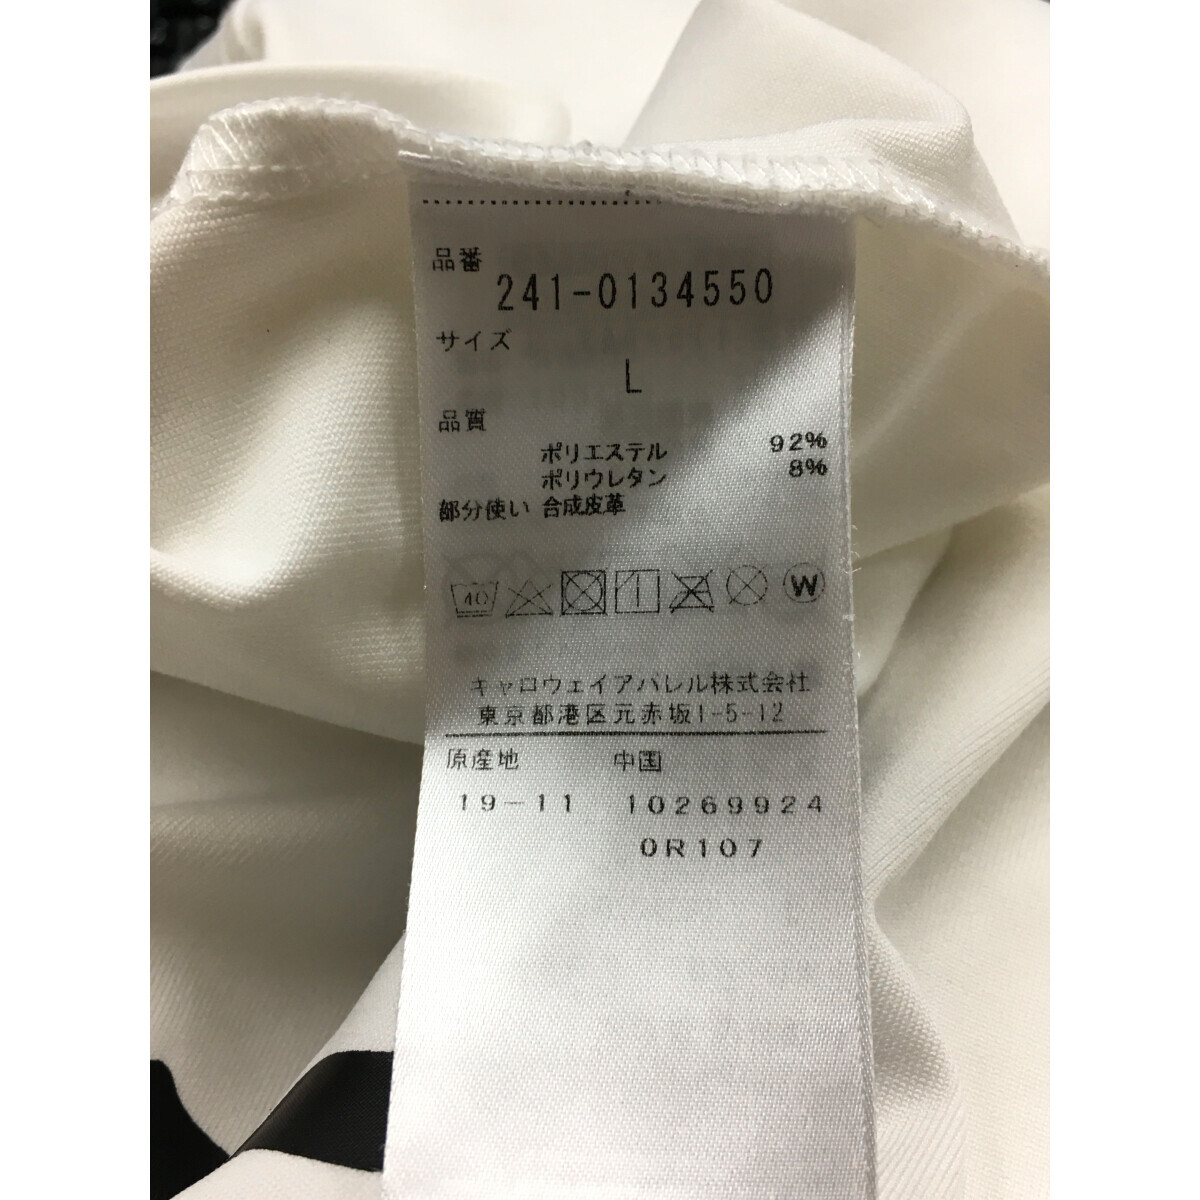 品番
241-0134550
サイズ
L
品質
ポリエステル 92%
ポリウレタン 8%
部分使い 合成皮革
40 W
キャロウェイアパレル株式会社
東京都港区元赤坂1-5-12
原産地 中国
19-11 10269924
0R107